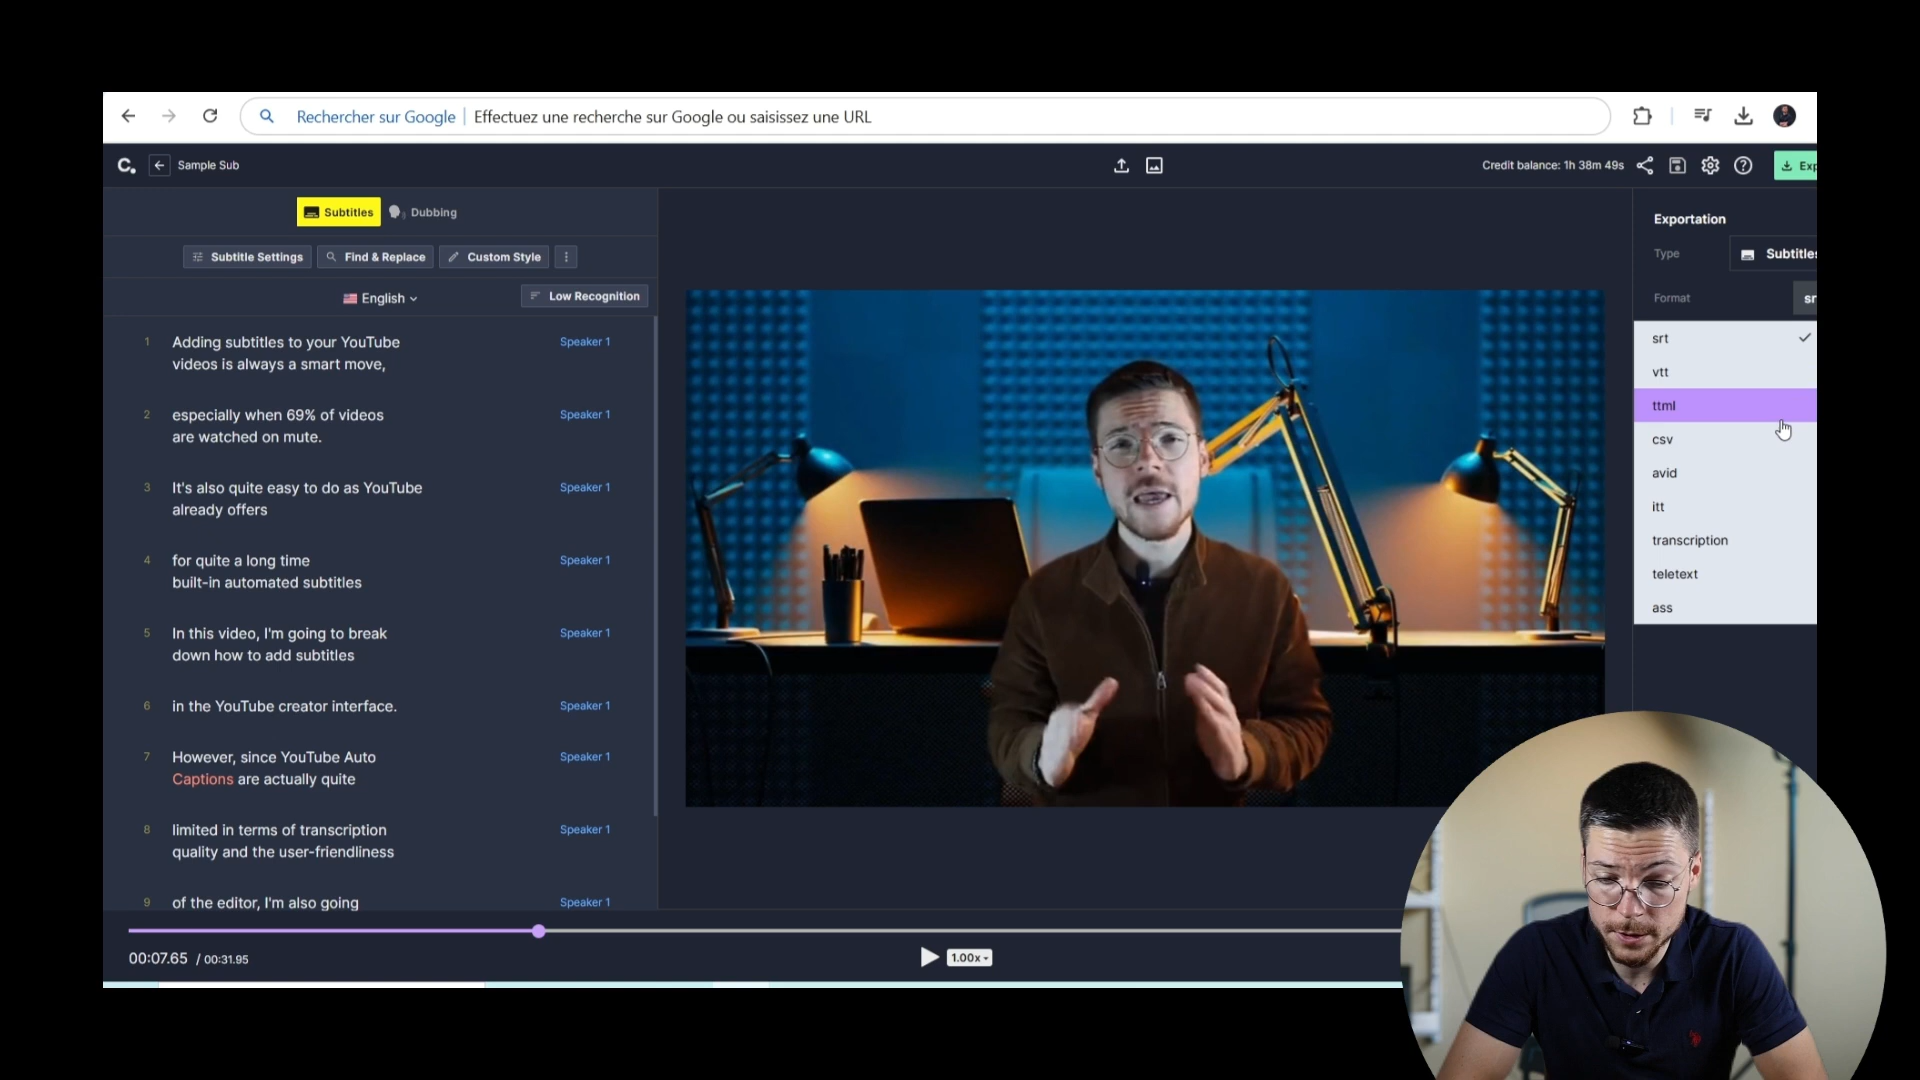 Rechercher sur Google | Effectuez une recherche sur Google ou saisissez une URL
C. Sample Sub
Credit balance: 1h 38m 49s
Exp
Subtitles Dubbing
Subtitle Settings Find & Replace Custom Style
English
Low Recognition
1 Adding subtitles to your YouTube Speaker 1
videos is always a smart move,
2 especially when 69% of videos Speaker 1
are watched on mute.
3 It's also quite easy to do as YouTube Speaker 1
already offers
4 for quite a long time Speaker 1
built-in automated subtitles
5 In this video, I'm going to break Speaker 1
down how to add subtitles
6 in the YouTube creator interface. Speaker 1
7 However, since YouTube Auto Speaker 1
Captions are actually quite
8 limited in terms of transcription Speaker 1
quality and the user-friendliness
9 of the editor, I'm also going Speaker 1
00:07.65 / 00:31.95
1.00x
Exportation
Type Subtitles
Format sr
srt
vtt
ttml
csv
avid
itt
transcription
teletext
ass